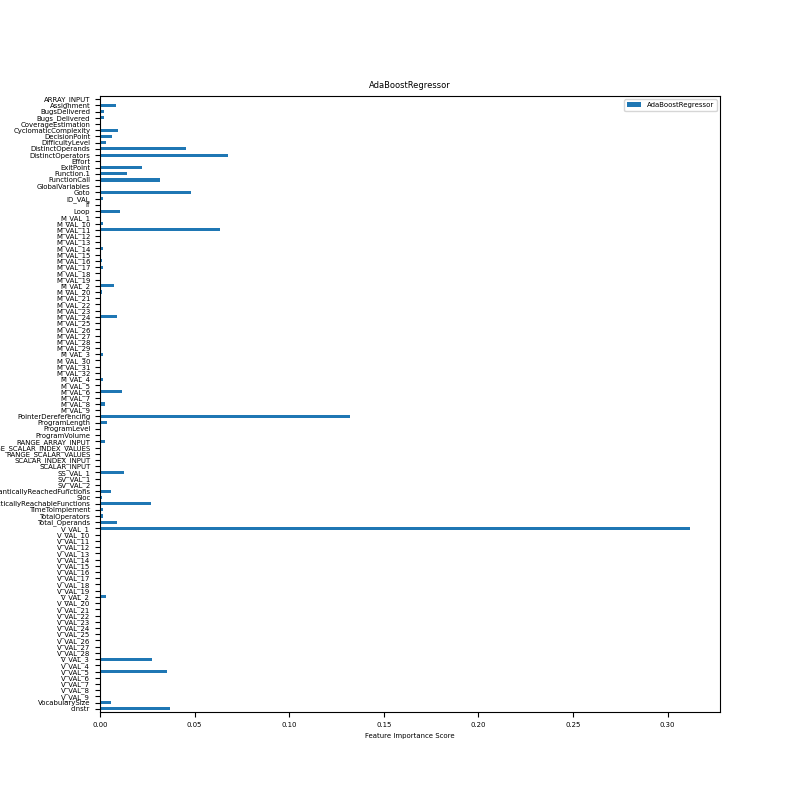 AdaBoostRegressor
AdaBoostRegressor
ARRAY_INPUT
Assignment
BugsDelivered
Bugs_Delivered
CoverageEstimation
CyclomaticComplexity
DecisionPoint
DifficultyLevel
DistinctOperands
DistinctOperators
Effort
ExitPoint
Function.1
FunctionCall
GlobalVariables
Goto
ID_VAL
If
Loop
M_VAL_1
M_VAL_10
M_VAL_11
M_VAL_12
M_VAL_13
M_VAL_14
M_VAL_15
M_VAL_16
M_VAL_17
M_VAL_18
M_VAL_19
M_VAL_2
M_VAL_20
M_VAL_21
M_VAL_22
M_VAL_23
M_VAL_24
M_VAL_25
M_VAL_26
M_VAL_27
M_VAL_28
M_VAL_29
M_VAL_3
M_VAL_30
M_VAL_31
M_VAL_32
M_VAL_4
M_VAL_5
M_VAL_6
M_VAL_7
M_VAL_8
M_VAL_9
PointerDereferencing
ProgramLength
ProgramLevel
ProgramVolume
RANGE_ARRAY_INPUT
E_SCALAR_INDEX_VALUES
RANGE_SCALAR_VALUES
SCALAR_INDEX_INPUT
SCALAR_INPUT
SS_VAL_1
SV_VAL_1
SV_VAL_2
anticallyReachedFunctions
Sloc
ticallyReachableFunctions
TimeToImplement
TotalOperators
Total_Operands
V_VAL_1
V_VAL_10
V_VAL_11
V_VAL_12
V_VAL_13
V_VAL_14
V_VAL_15
V_VAL_16
V_VAL_17
V_VAL_18
V_VAL_19
V_VAL_2
V_VAL_20
V_VAL_21
V_VAL_22
V_VAL_23
V_VAL_24
V_VAL_25
V_VAL_26
V_VAL_27
V_VAL_28
V_VAL_3
V_VAL_4
V_VAL_5
V_VAL_6
V_VAL_7
V_VAL_8
V_VAL_9
VocabularySize
cinstr
0.00 0.05 0.10 0.15 0.20 0.25 0.30
Feature Importance Score